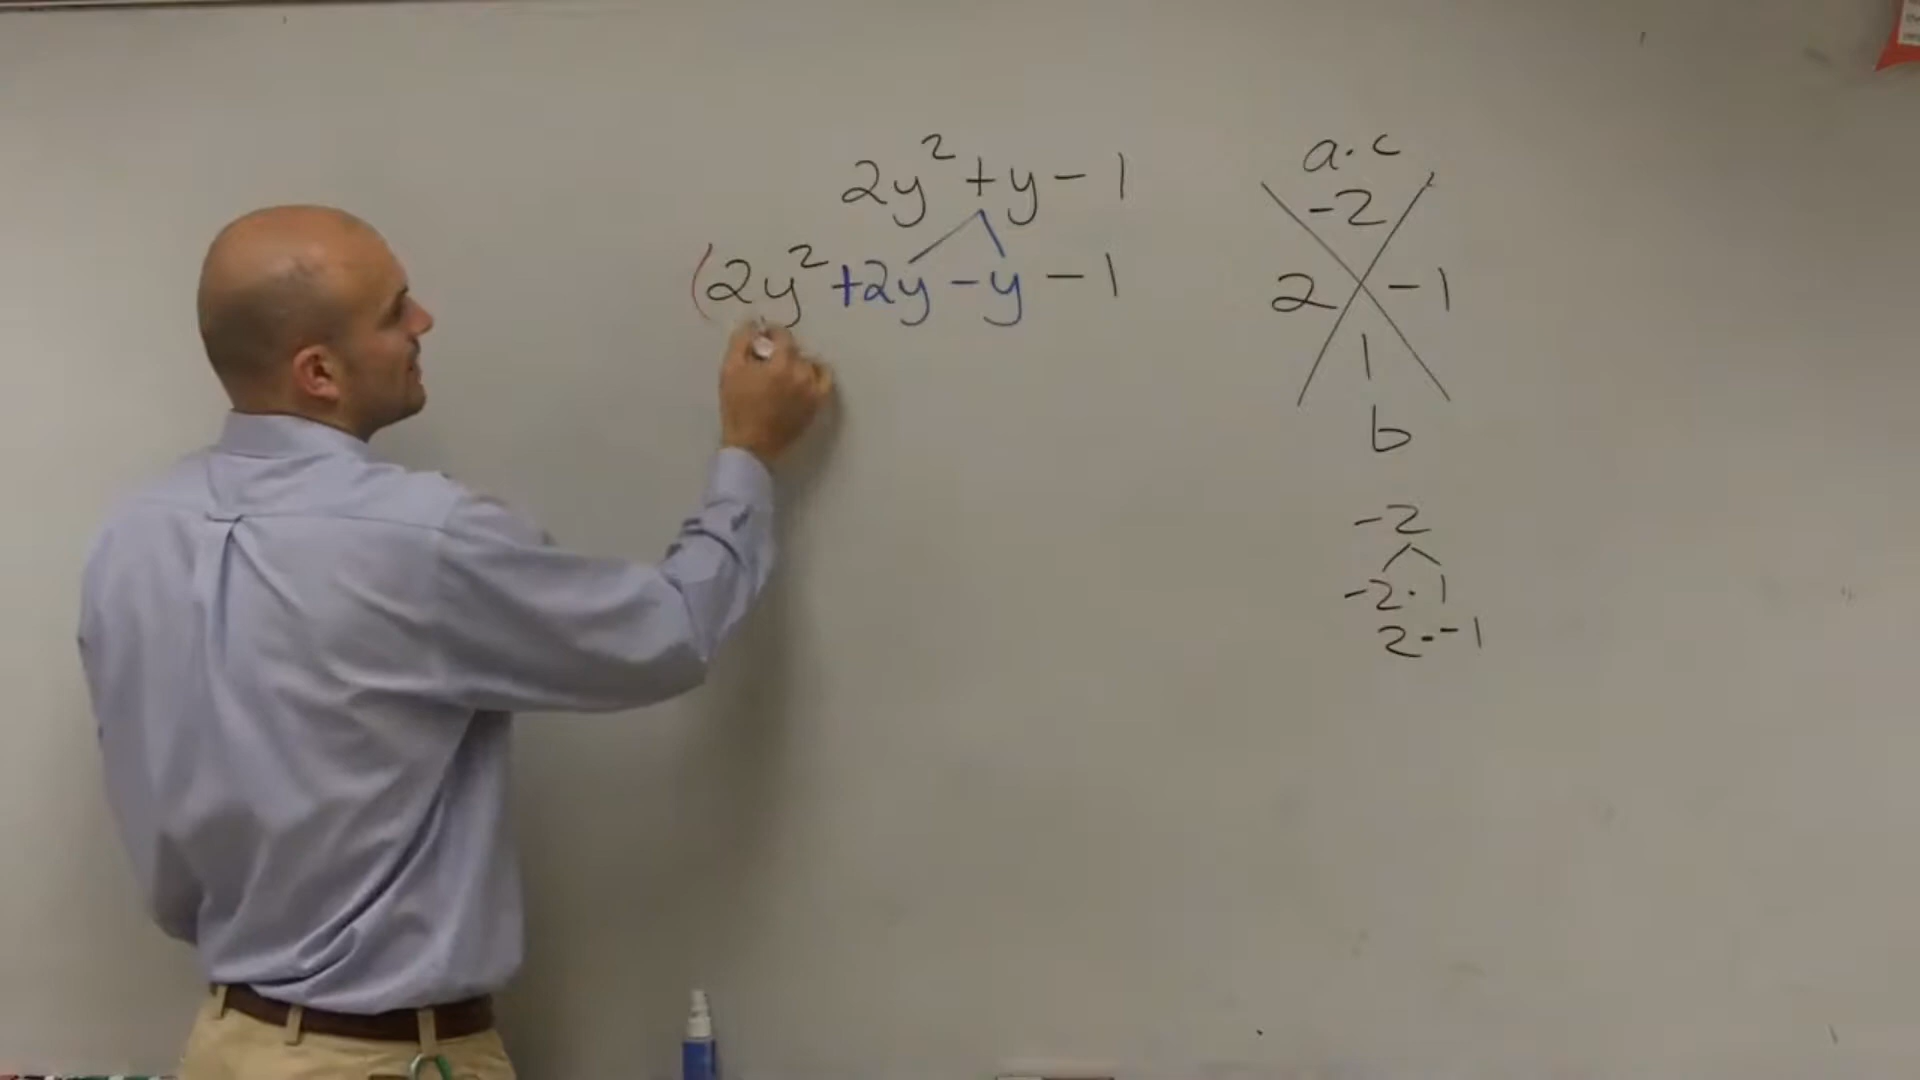 2y² + y - 1
(2y² + 2y - y - 1
a·c
-2
2 -1
1
b
-2
-2·1
2·-1